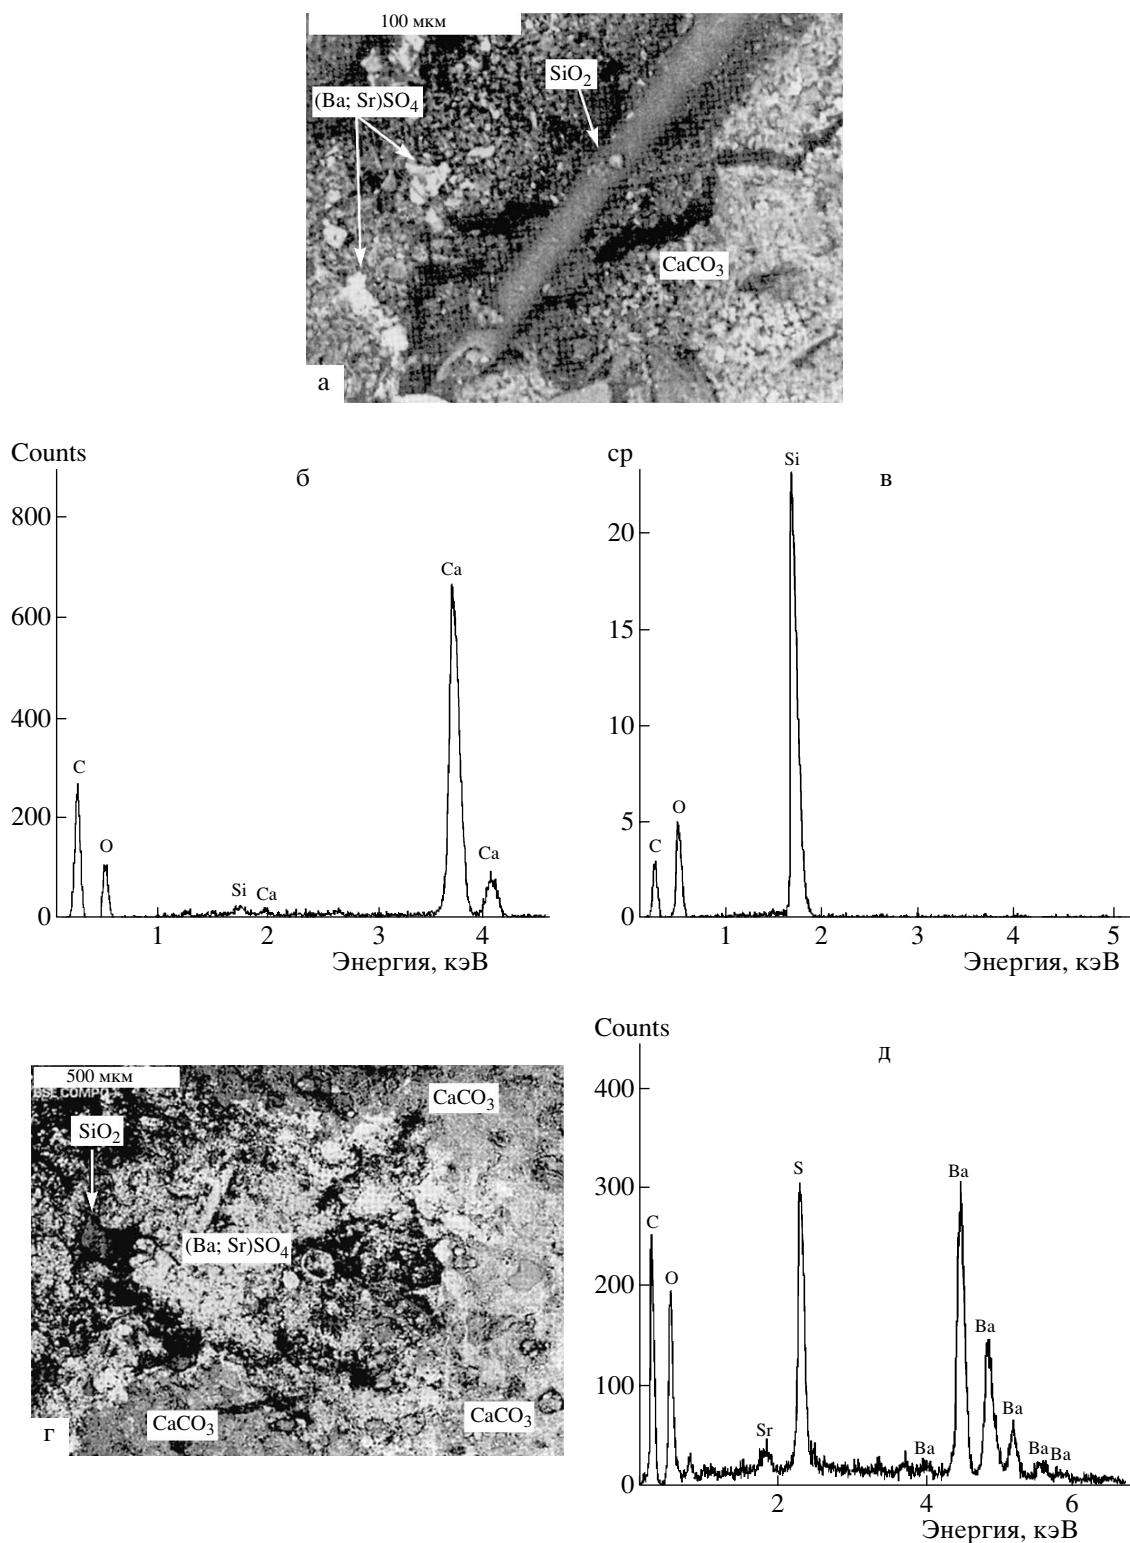 100 мкм
SiO2
(Ba; Sr)SO4
CaCO3
а
Counts
б
800
600
400
200
0
Ca
C
O
Si
Ca
Ca
1
2
3
4
Энергия, кэВ
ср
в
20
15
10
5
0
Si
O
C
1
2
3
4
5
Энергия, кэВ
500 мкм
BSE COMPO
CaCO3
SiO2
(Ba; Sr)SO4
CaCO3
CaCO3
г
Counts
д
400
300
200
100
0
C
O
Sr
S
Ba
Ba
Ba
Ba
Ba
Ba
2
4
6
Энергия, кэВ